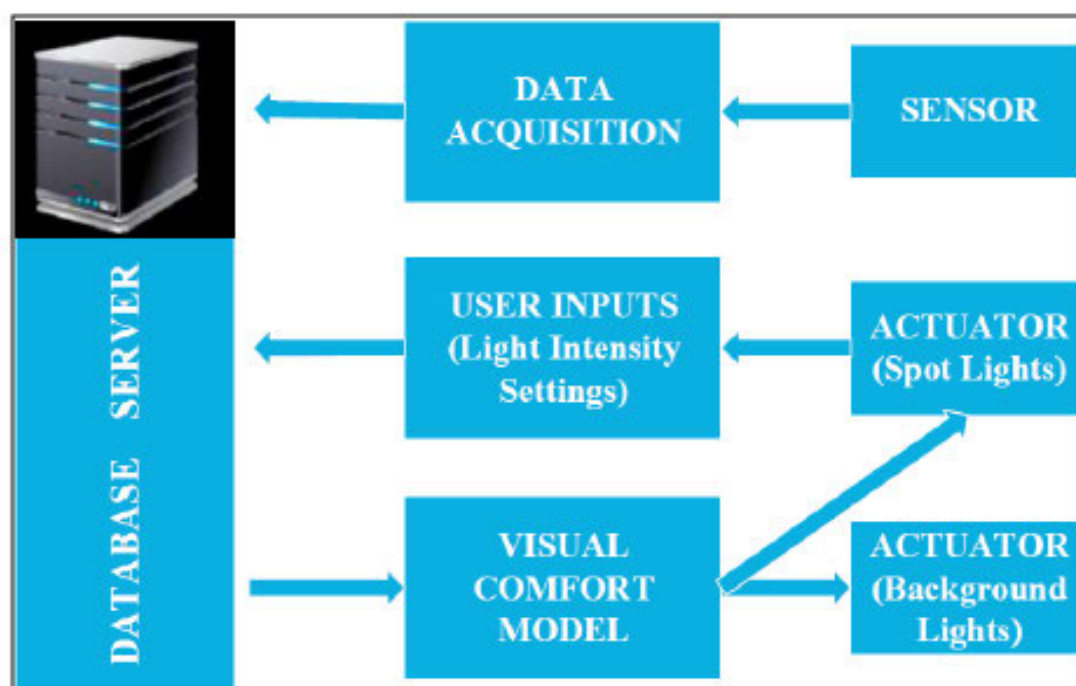 DATA
ACQUISITION
SENSOR
USER INPUTS
(Light Intensity
Settings)
ACTUATOR
(Spot Lights)
VISUAL
COMFORT
MODEL
ACTUATOR
(Background
Lights)
DATABASE SERVER